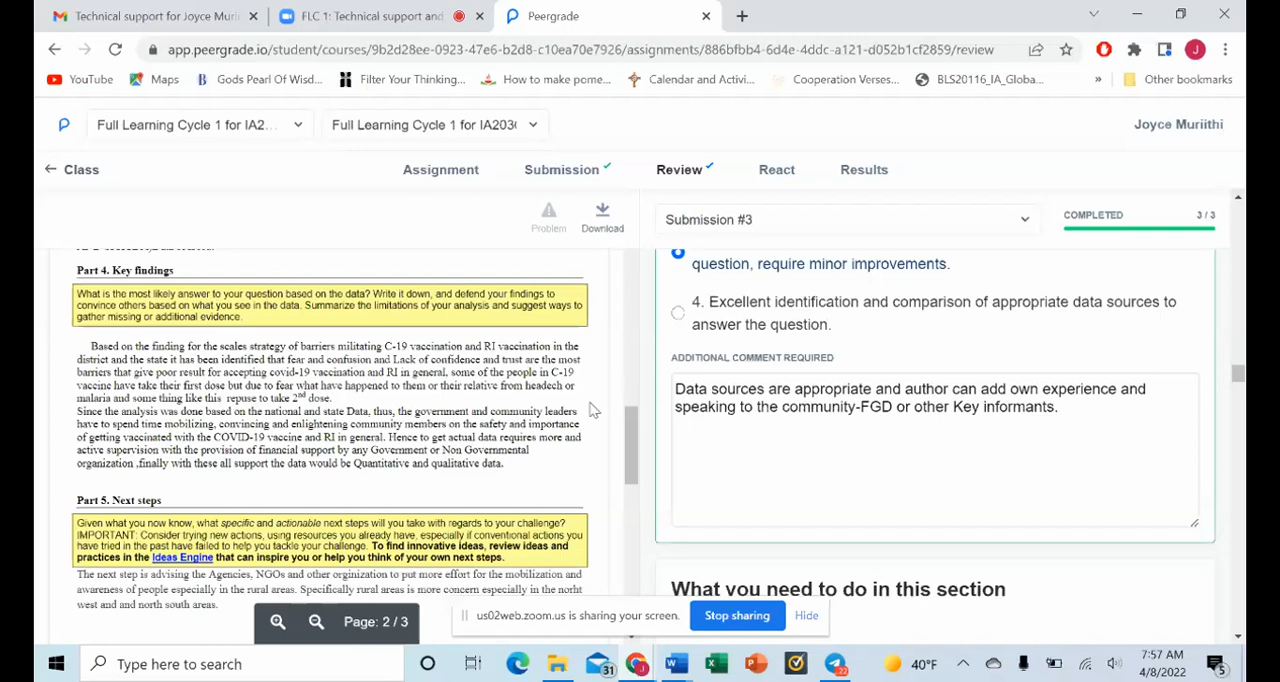 Technical support for Joyce Murii
FLC 1: Technical support and
Peergrade
app.peergrade.io/student/courses/9b2d28ee-0923-47e6-b2d8-c10ea70e7926/assignments/886bfbb4-6d4e-4ddc-a121-d052b1cf2859/review
J
YouTube
Maps
Gods Pearl Of Wisd...
Filter Your Thinking,...
How to make pome...
Calendar and Activi...
Cooperation Verses...
BLS20116_IA_Globa...
»
Other bookmarks
Full Learning Cycle 1 for IA2...
Full Learning Cycle 1 for IA203(
Joyce Muriithi
← Class
Assignment
Submission
Review
React
Results
Problem
Download
Submission #3
COMPLETED 3 / 3
Part 4. Key findings
What is the most likely answer to your question based on the data? Write it down, and defend your findings to
convince others based on what you see in the data. Summarize the limitations of your analysis and suggest ways to
gather missing or additional evidence.
Based on the finding for the scales strategy of barriers militating C-19 vaccination and RI vaccination in the
district and the state it has been identified that fear and confusion and Lack of confidence and trust are the most
barriers that give poor result for accepting covid-19 vaccination and RI in general, some of the people in C-19
vaccine have take their first dose but due to fear what have happened to them or their relative from headech or
malaria and some thing like this repuse to take 2nd dose.
Since the analysis was done based on the national and state Data, thus, the government and community leaders
have to spend time mobilizing, convincing and enlightening community members on the safety and importance
of getting vaccinated with the COVID-19 vaccine and RI in general. Hence to get actual data requires more and
active supervision with the provision of financial support by any Government or Non Governmental
organization ,finally with these all support the data would be Quantitative and qualitative data.
Part 5. Next steps
Given what you now know, what specific and actionable next steps will you take with regards to your challenge?
IMPORTANT: Consider trying new actions, using resources you already have, especially if conventional actions you
have tried in the past have failed to help you tackle your challenge. To find innovative ideas, review ideas and
practices in the Ideas Engine that can inspire you or help you think of your own next steps.
The next step is advising the Agencies, NGOs and other orginization to put more effort for the mobilization and
awareness of people especially in the rural areas. Specifically rural areas is more concern especially in the norht
west and and north south areas.
Page: 2 / 3
question, require minor improvements.
4. Excellent identification and comparison of appropriate data sources to
answer the question.
ADDITIONAL COMMENT REQUIRED
Data sources are appropriate and author can add own experience and
speaking to the community-FGD or other Key informants.
What you need to do in this section
us02web.zoom.us is sharing your screen.
Stop sharing
Hide
Type here to search
31
22
40°F
7:57 AM
4/8/2022
5